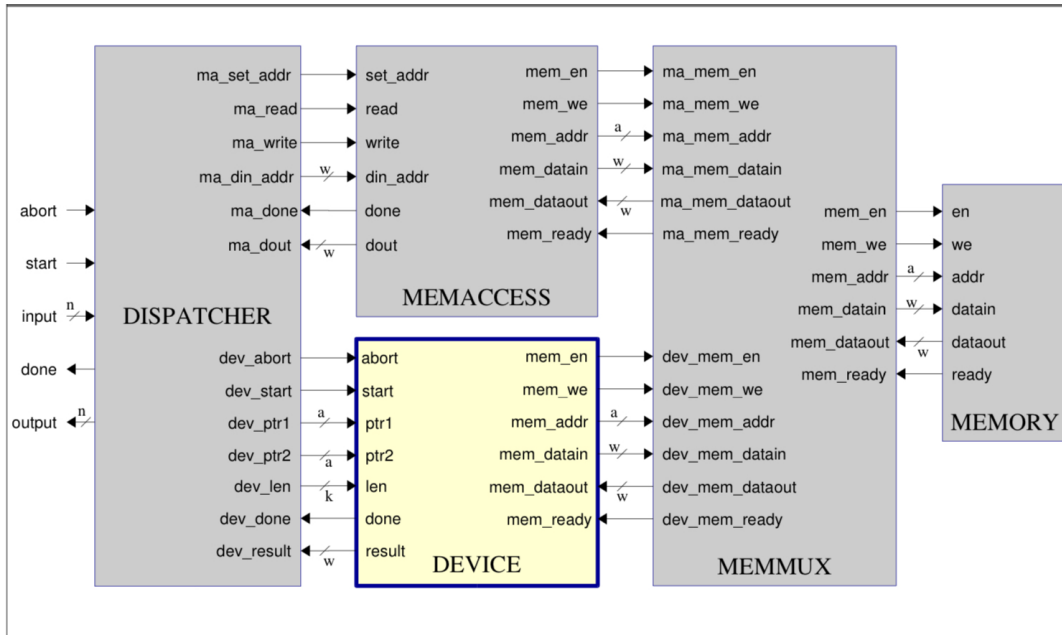 abort
start
input
n
done
output
n
ma_set_addr
ma_read
ma_write
ma_din_addr
ma_done
ma_dout
DISPATCHER
dev_abort
dev_start
dev_ptr1
dev_ptr2
dev_len
dev_done
dev_result
w
w
a
a
k
w
set_addr
read
write
din_addr
done
dout
mem_en
mem_we
mem_addr
mem_datain
mem_dataout
mem_ready
MEMACCESS
abort
start
ptr1
ptr2
len
done
result
mem_en
mem_we
mem_addr
mem_datain
mem_dataout
mem_ready
DEVICE
a
w
w
a
w
w
ma_mem_en
ma_mem_we
ma_mem_addr
ma_mem_datain
ma_mem_dataout
ma_mem_ready
dev_mem_en
dev_mem_we
dev_mem_addr
dev_mem_datain
dev_mem_dataout
dev_mem_ready
mem_en
mem_we
mem_addr
mem_datain
mem_dataout
mem_ready
MEMMUX
a
w
w
en
we
addr
datain
dataout
ready
MEMORY